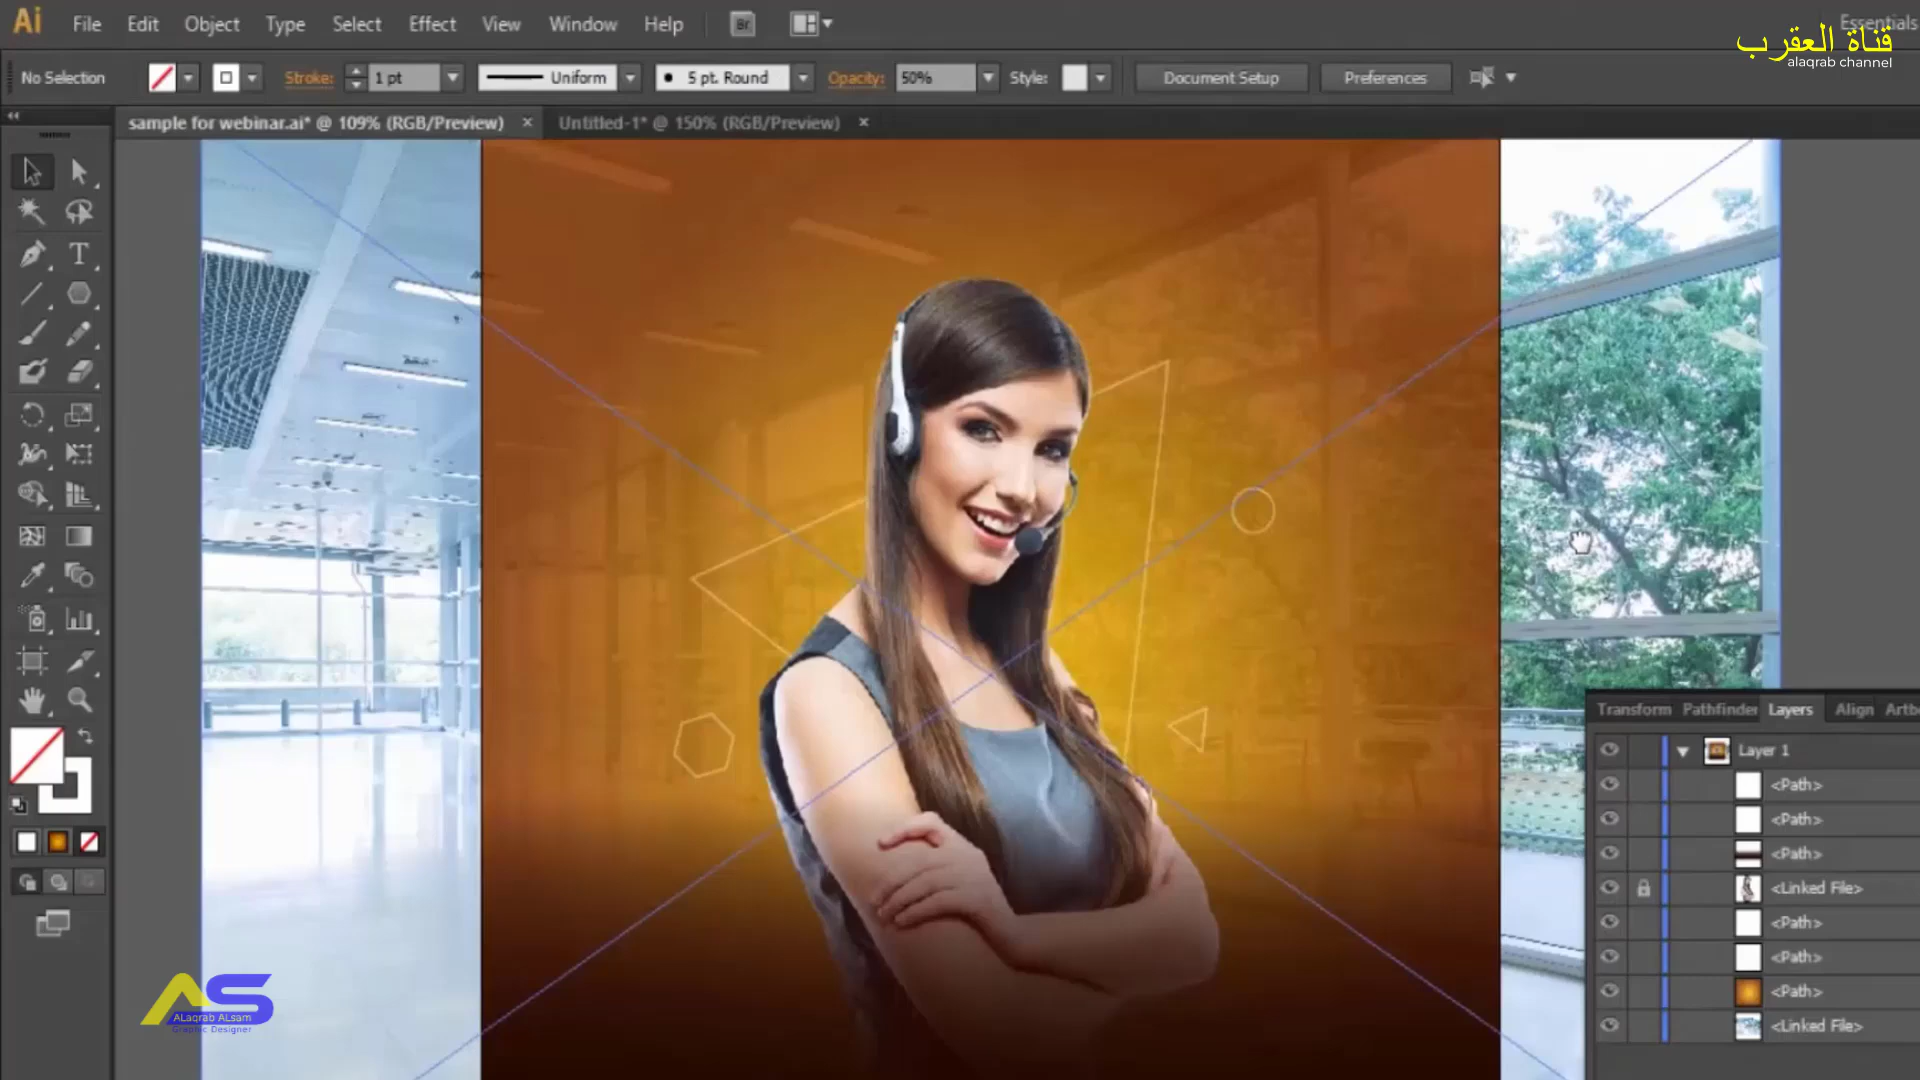 Ai File Edit Object Type Select Effect View Window Help Br Essentials
قناة العقرب
alaqrab channel
No Selection Stroke: 1 pt Uniform 5 pt. Round Opacity: 50% Style: Document Setup Preferences
sample for webinar.ai* @ 109% (RGB/Preview) × Untitled-1* @ 150% (RGB/Preview) ×
T
Transform Pathfinder Layers Align Artb
Layer 1
<Path>
<Path>
<Path>
<Linked File>
<Path>
<Path>
<Path>
<Linked File>
AS
ALaqrab ALsam
Graphic Designer